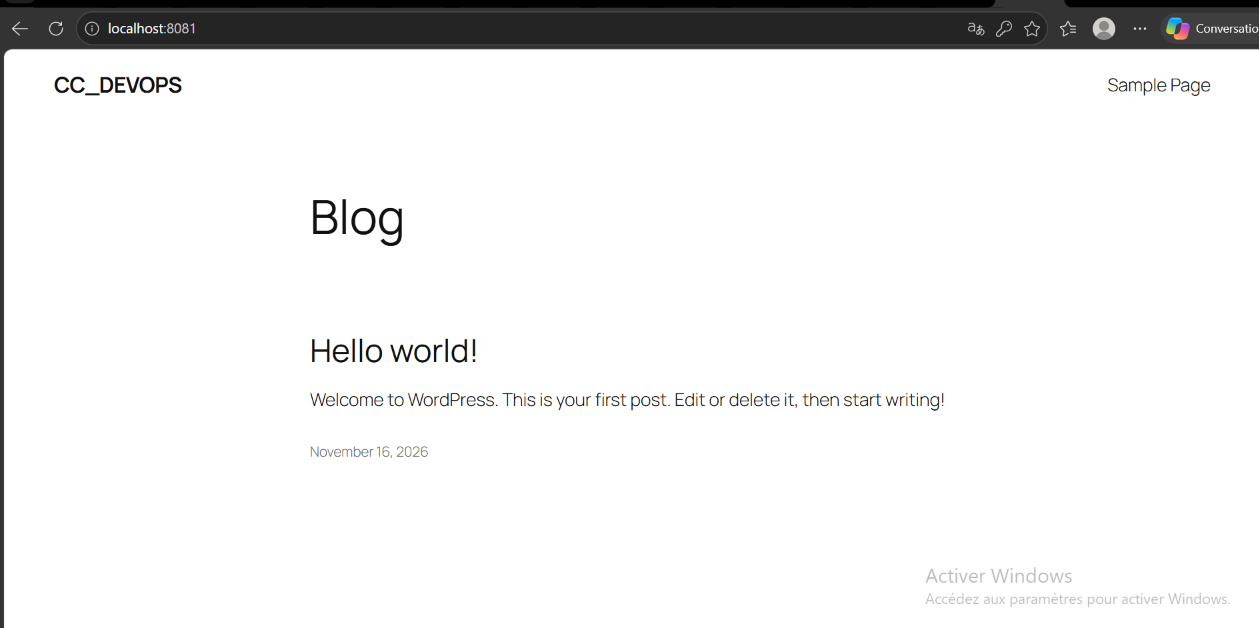 localhost:8081
Conversatio
CC_DEVOPS
Sample Page
Blog
Hello world!
Welcome to WordPress. This is your first post. Edit or delete it, then start writing!
November 16, 2026
Activer Windows
Accédez aux paramètres pour activer Windows.